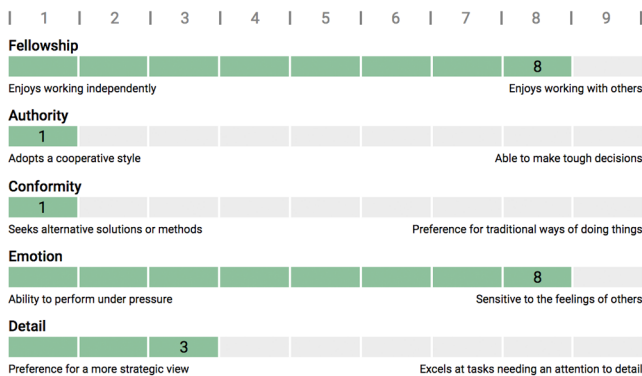 | 1 | 2 | 3 | 4 | 5 | 6 | 7 | 8 | 9 |
Fellowship
8
Enjoys working independently Enjoys working with others
Authority
1
Adopts a cooperative style Able to make tough decisions
Conformity
1
Seeks alternative solutions or methods Preference for traditional ways of doing things
Emotion
8
Ability to perform under pressure Sensitive to the feelings of others
Detail
3
Preference for a more strategic view Excels at tasks needing an attention to detail